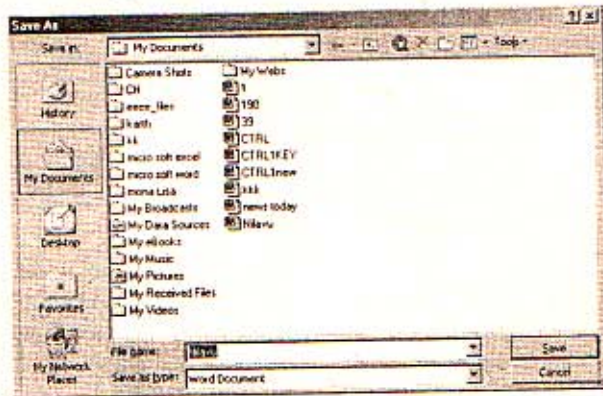 Save As
Save in: My Documents Tools
History
My Documents
Desktop
Favorites
My Network Places
Camera Shots
CH
eeee_files
karth
kk
micro soft excel
micro soft word
mona Lisa
My Broadcasts
My Data Sources
My eBooks
My Music
My Pictures
My Received Files
My Videos
My Webs
1
190
39
CTRL
CTRL1KEY
CTRL1new
kkk
news today
Nilavu
File name:
Save
Save as type: Word Document
Cancel